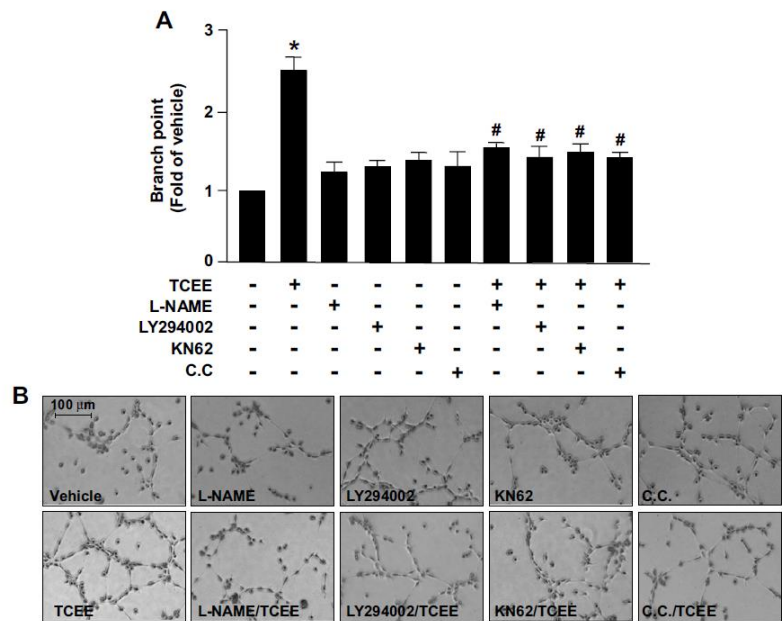 A
Branch point
(Fold of vehicle)
3
2
1
0
*
#
#
#
#
TCEE - + - - - - + + + +
L-NAME - - + - - - + - - -
LY294002 - - - + - - - + - -
KN62 - - - - + - - - + -
C.C - - - - - + - - - +
B
100 µm
Vehicle
L-NAME
LY294002
KN62
C.C.
TCEE
L-NAME/TCEE
LY294002/TCEE
KN62/TCEE
C.C./TCEE